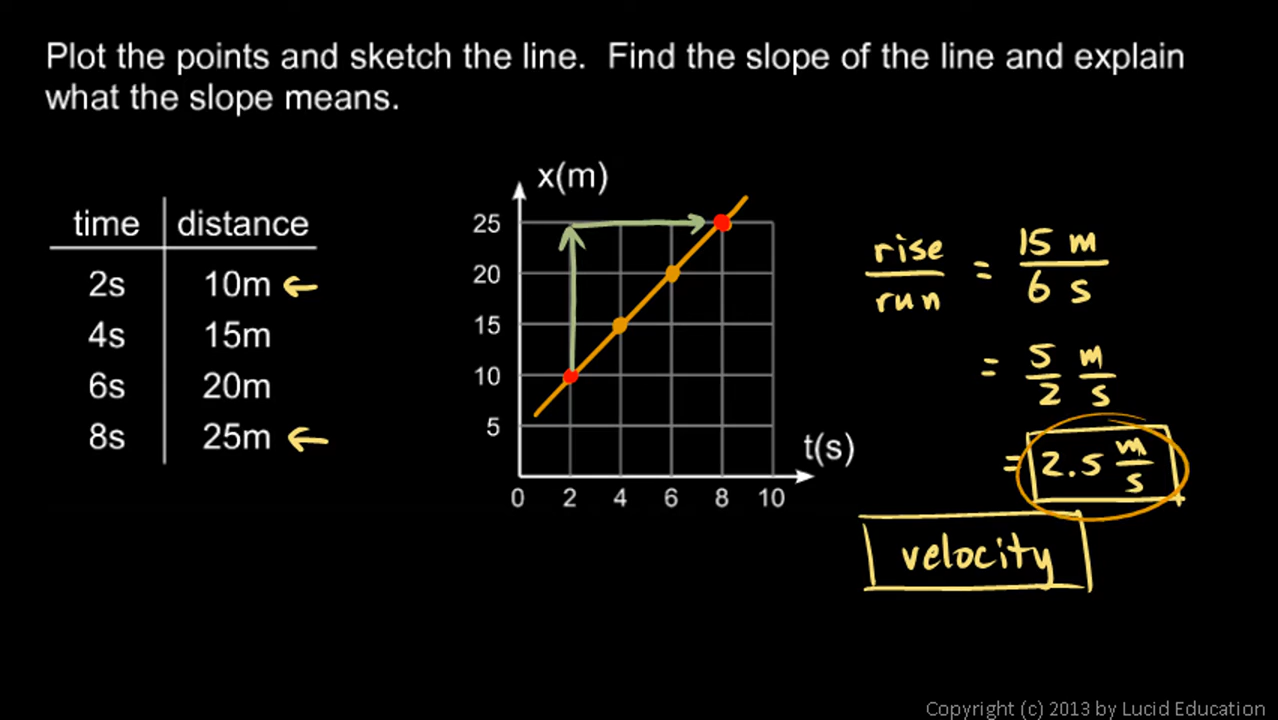 Plot the points and sketch the line. Find the slope of the line and explain
what the slope means.
time distance
2s 10m
4s 15m
6s 20m
8s 25m
x(m)
25
20
15
10
5
0 2 4 6 8 10
t(s)
rise/run = 15 m/6 s
= 5/2 m/s
= 2.5 m/s
velocity
Copyright (c) 2013 by Lucid Education